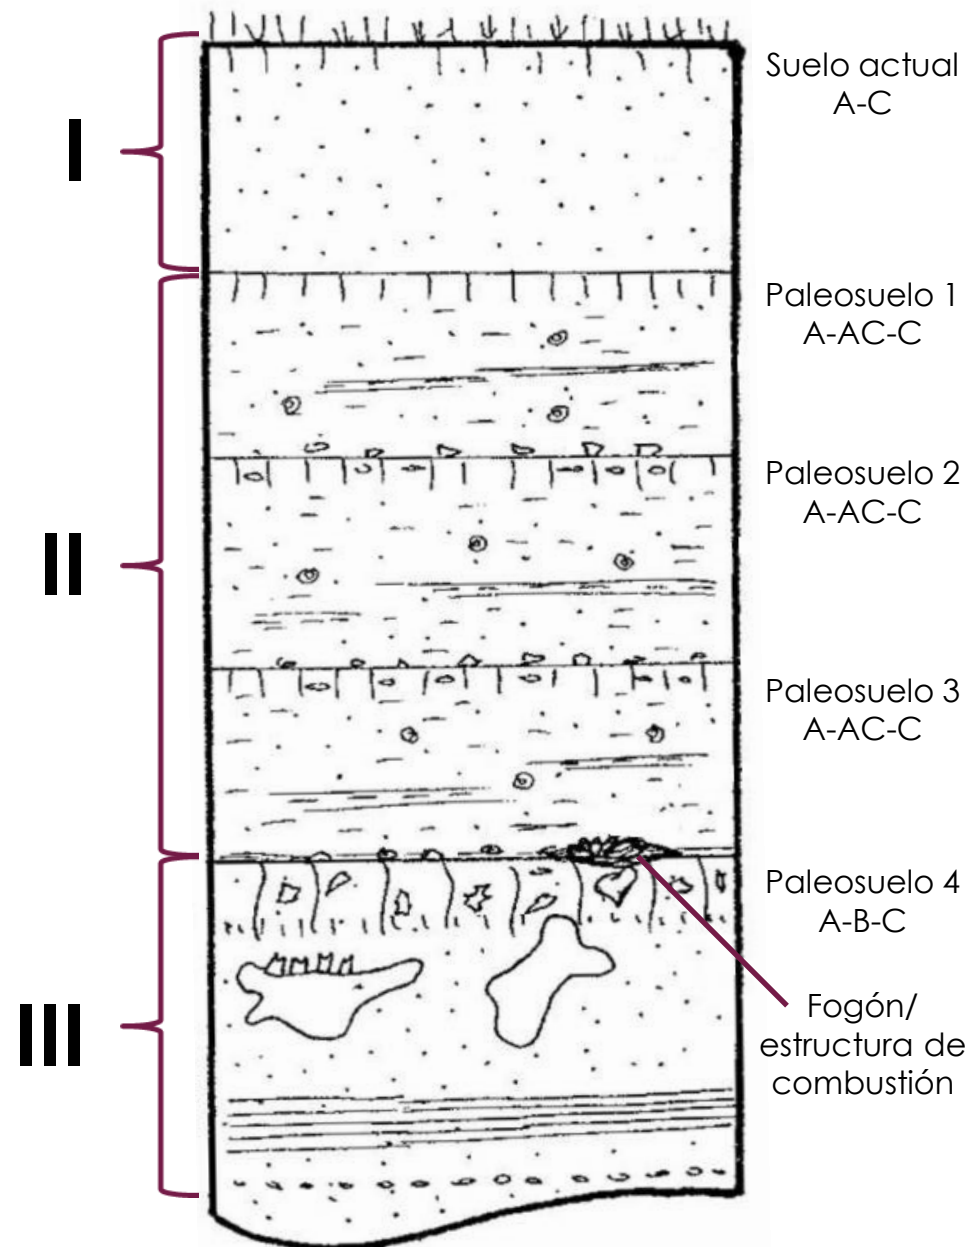 Suelo actual
A-C
I
Paleosuelo 1
A-AC-C
Paleosuelo 2
A-AC-C
II
Paleosuelo 3
A-AC-C
Paleosuelo 4
A-B-C
Fogón/
estructura de
combustión
III